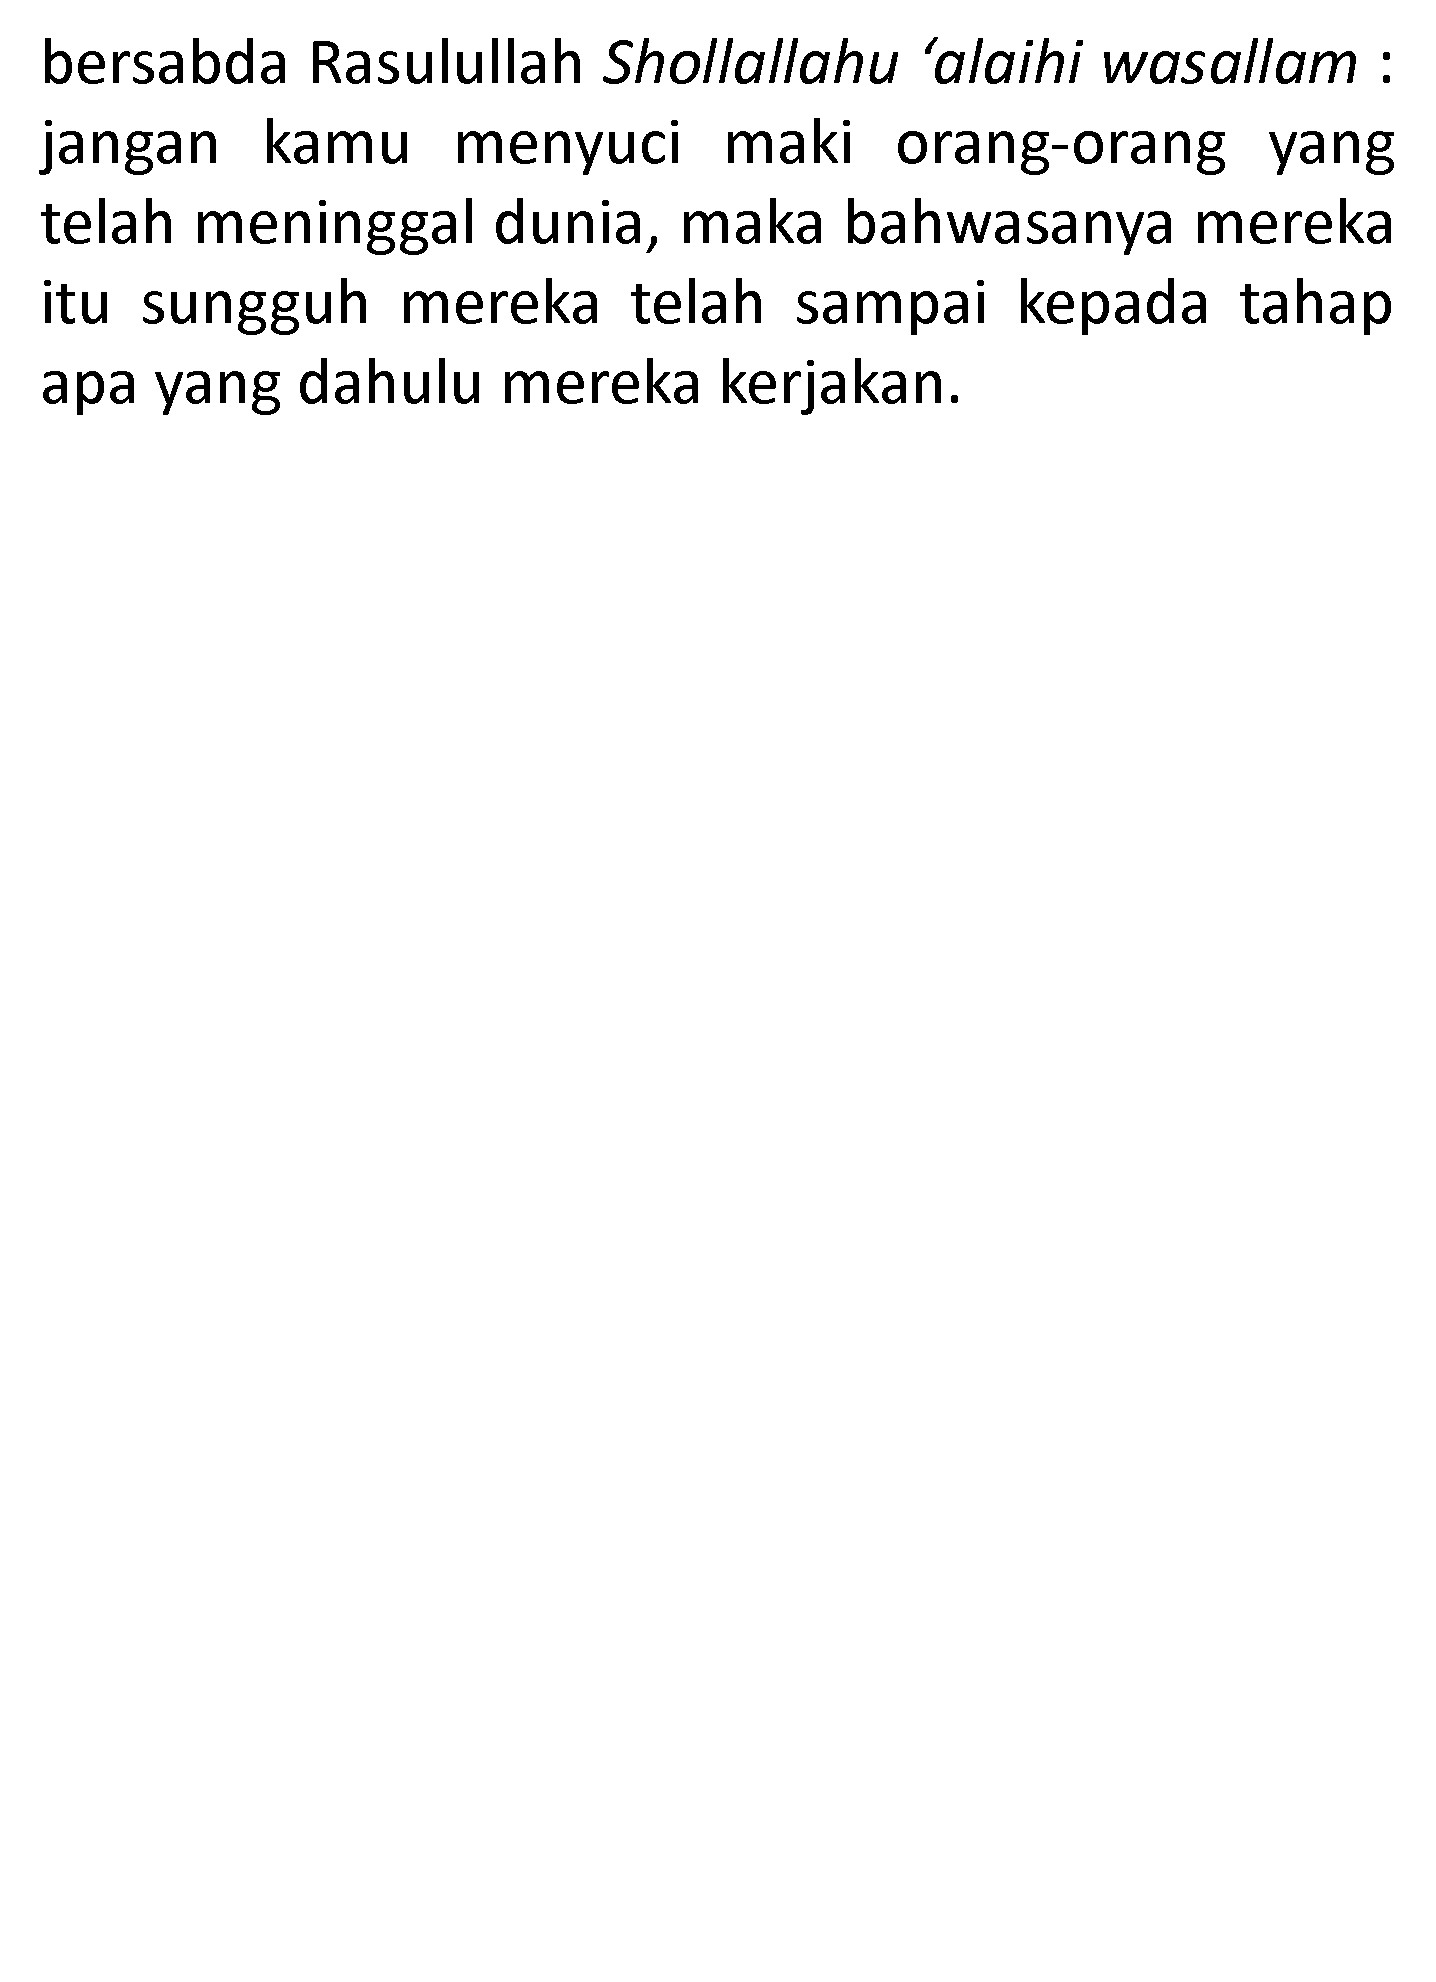 bersabda Rasulullah Shollallahu ‘alaihi wasallam :
jangan kamu menyuci maki orang-orang yang
telah meninggal dunia, maka bahwasanya mereka
itu sungguh mereka telah sampai kepada tahap
apa yang dahulu mereka kerjakan.